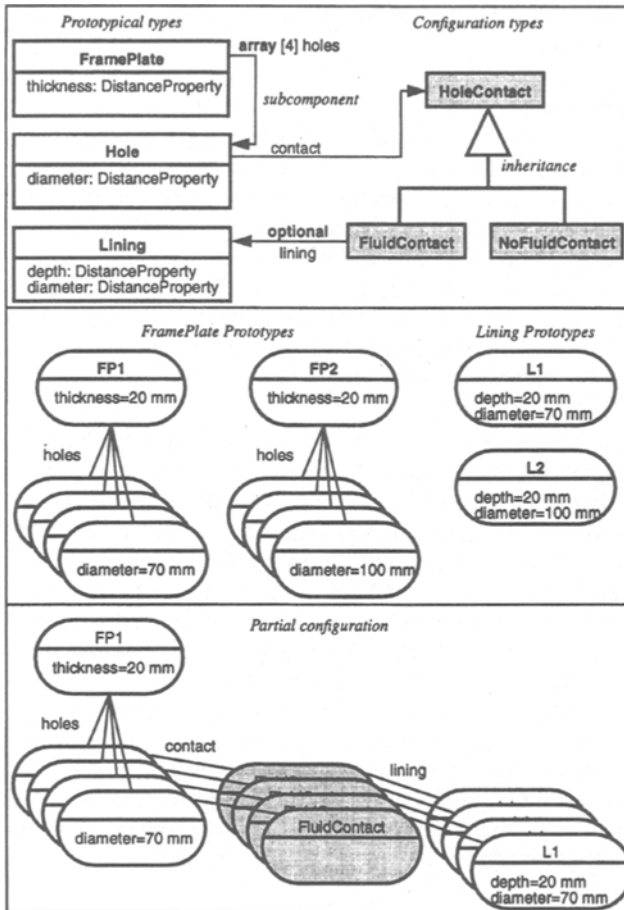 Prototypical types
Configuration types
FramePlate
thickness: DistanceProperty
array [4] holes
subcomponent
HoleContact
Hole
diameter: DistanceProperty
contact
inheritance
Lining
depth: DistanceProperty
diameter: DistanceProperty
optional
lining
FluidContact
NoFluidContact
FramePlate Prototypes
Lining Prototypes
FP1
thickness=20 mm
FP2
thickness=20 mm
L1
depth=20 mm
diameter=70 mm
holes
holes
L2
depth=20 mm
diameter=100 mm
diameter=70 mm
diameter=100 mm
Partial configuration
FP1
thickness=20 mm
holes
contact
lining
diameter=70 mm
FluidContact
L1
depth=20 mm
diameter=70 mm